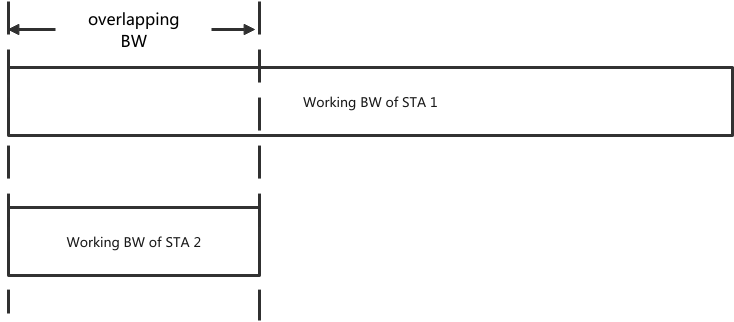 overlapping
BW
Working BW of STA 1
Working BW of STA 2